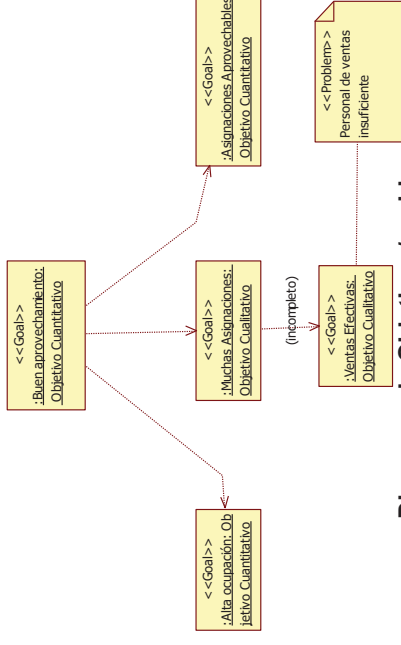 <<Goal>>
:Buen aprovechamiento:
Objetivo Cuantitativo
<<Goal>>
:Alta ocupación: Ob
jetivo Cuantitativo
<<Goal>>
:Muchas Asignaciones:
Objetivo Cualitativo
<<Goal>>
:Asignaciones Aprovechables
Objetivo Cuantitativo
(incompleto)
<<Goal>>
:Ventas Efectivas:
Objetivo Cualitativo
<<Problem>>
Personal de ventas
insuficiente